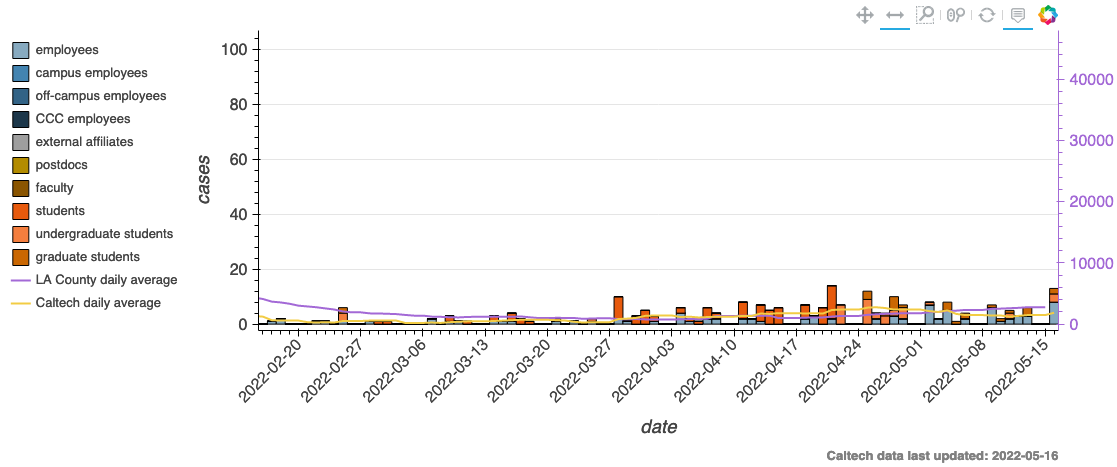 employees
campus employees
off-campus employees
CCC employees
external affiliates
postdocs
faculty
students
undergraduate students
graduate students
LA County daily average
Caltech daily average
cases
100
80
60
40
20
0
40000
30000
20000
10000
0
2022-02-20
2022-02-27
2022-03-06
2022-03-13
2022-03-20
2022-03-27
2022-04-03
2022-04-10
2022-04-17
2022-04-24
2022-05-01
2022-05-08
2022-05-15
date
Caltech data last updated: 2022-05-16